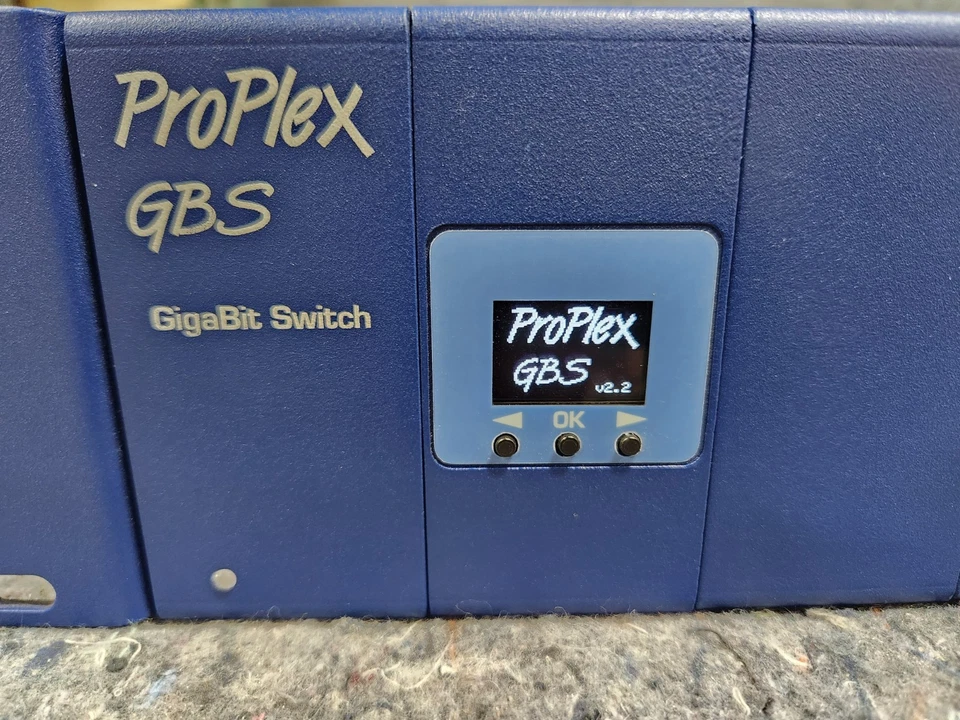 ProPlex
GBS
GigaBit Switch
ProPlex
GBS v2.2
◀ OK ▶